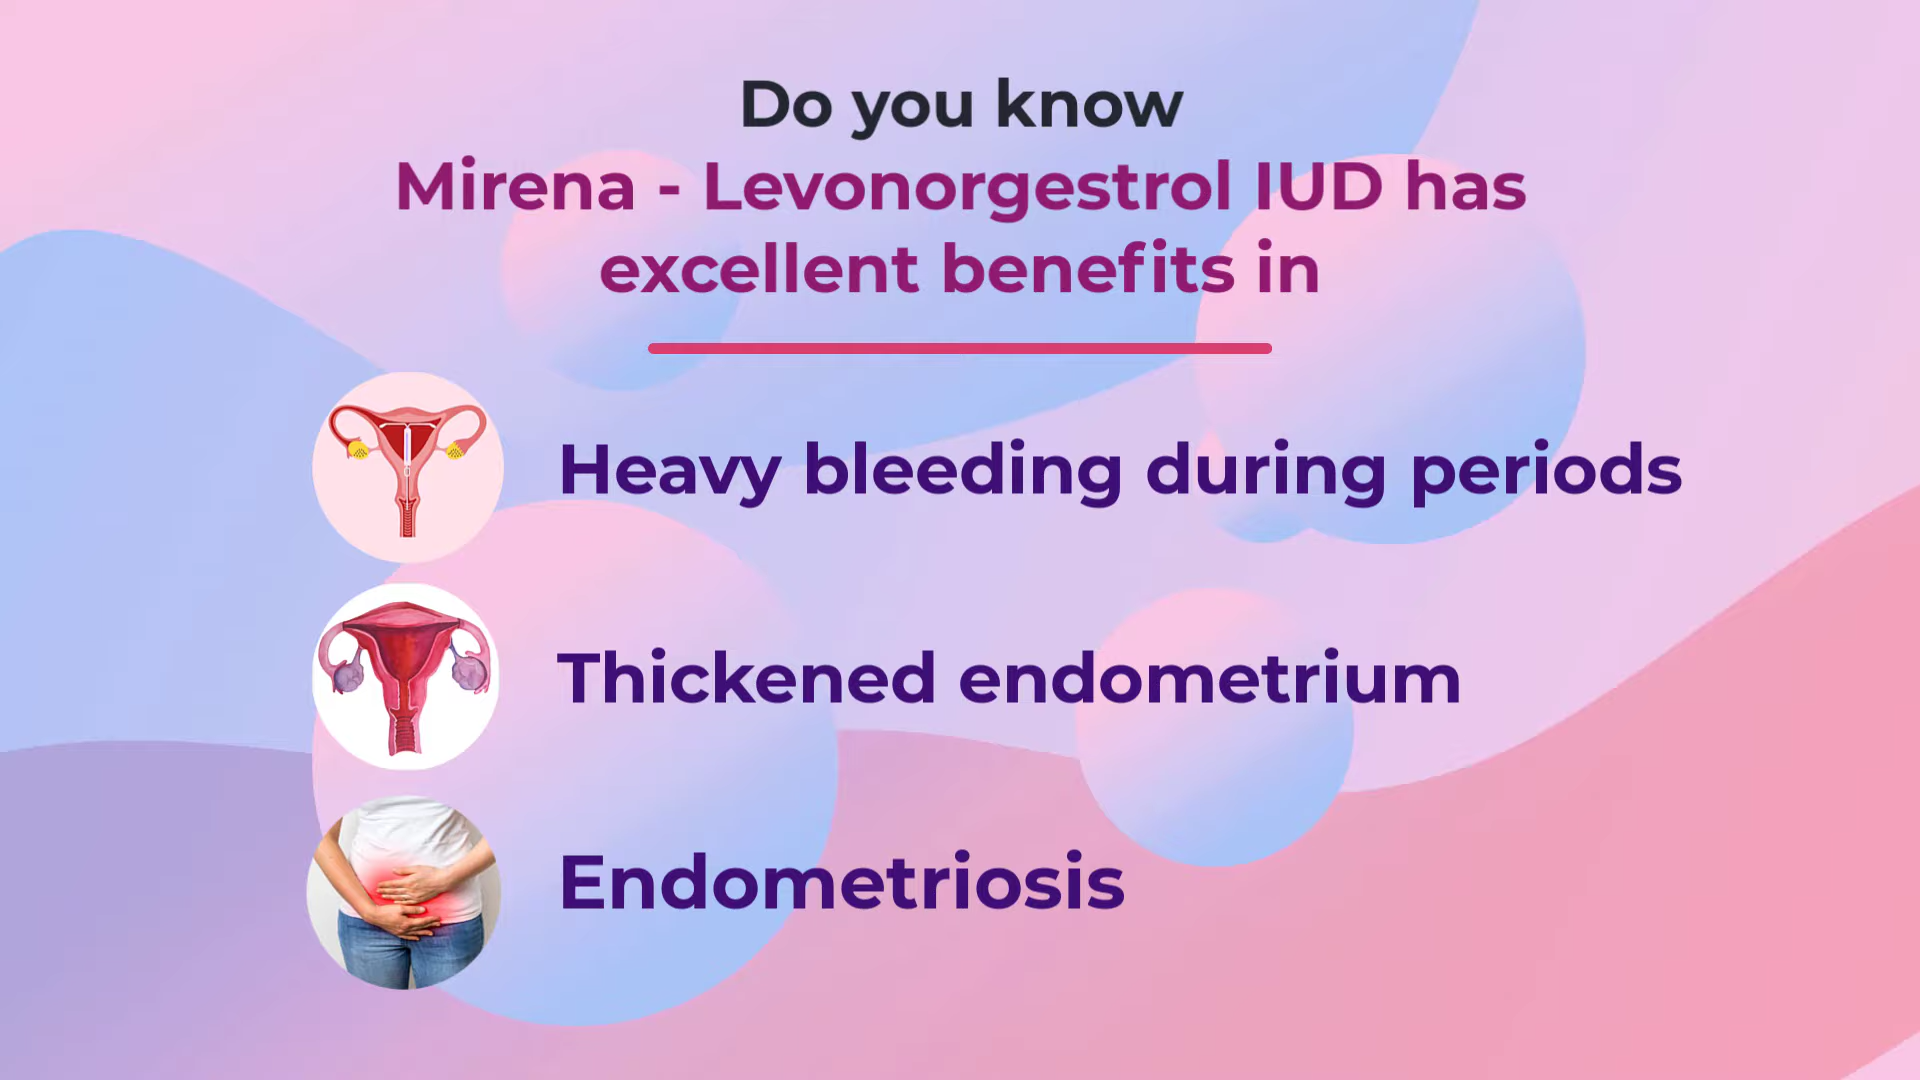 Do you know
Mirena - Levonorgestrol IUD has
excellent benefits in
Heavy bleeding during periods
Thickened endometrium
Endometriosis